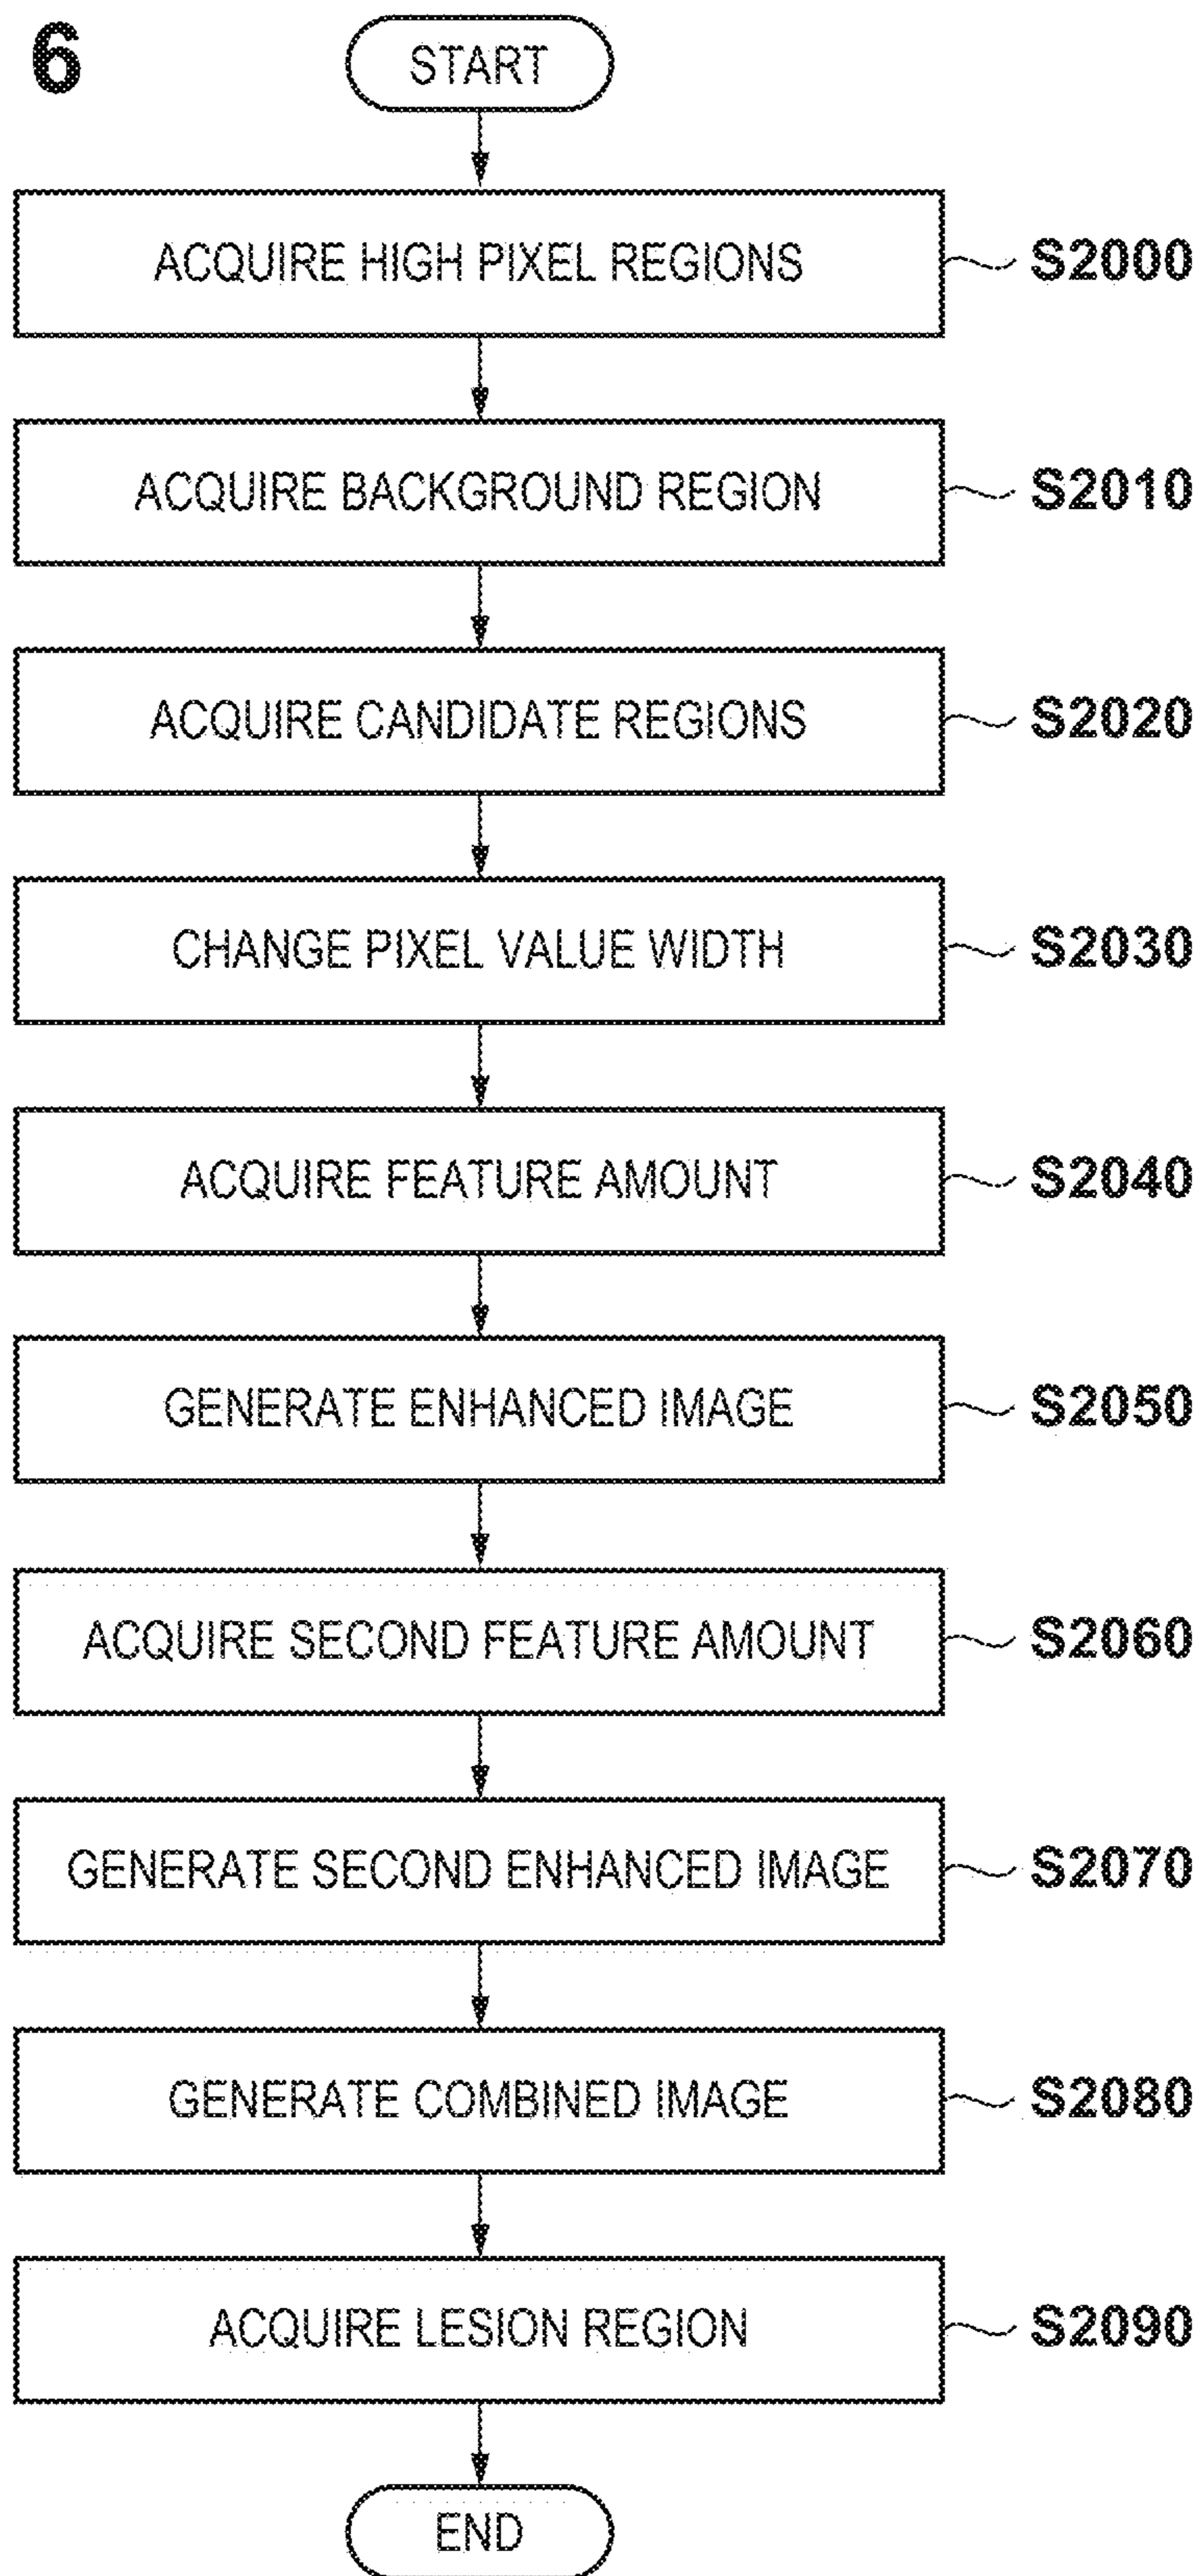 6
START
ACQUIRE HIGH PIXEL REGIONS S2000
ACQUIRE BACKGROUND REGION S2010
ACQUIRE CANDIDATE REGIONS S2020
CHANGE PIXEL VALUE WIDTH S2030
ACQUIRE FEATURE AMOUNT S2040
GENERATE ENHANCED IMAGE S2050
ACQUIRE SECOND FEATURE AMOUNT S2060
GENERATE SECOND ENHANCED IMAGE S2070
GENERATE COMBINED IMAGE S2080
ACQUIRE LESION REGION S2090
END